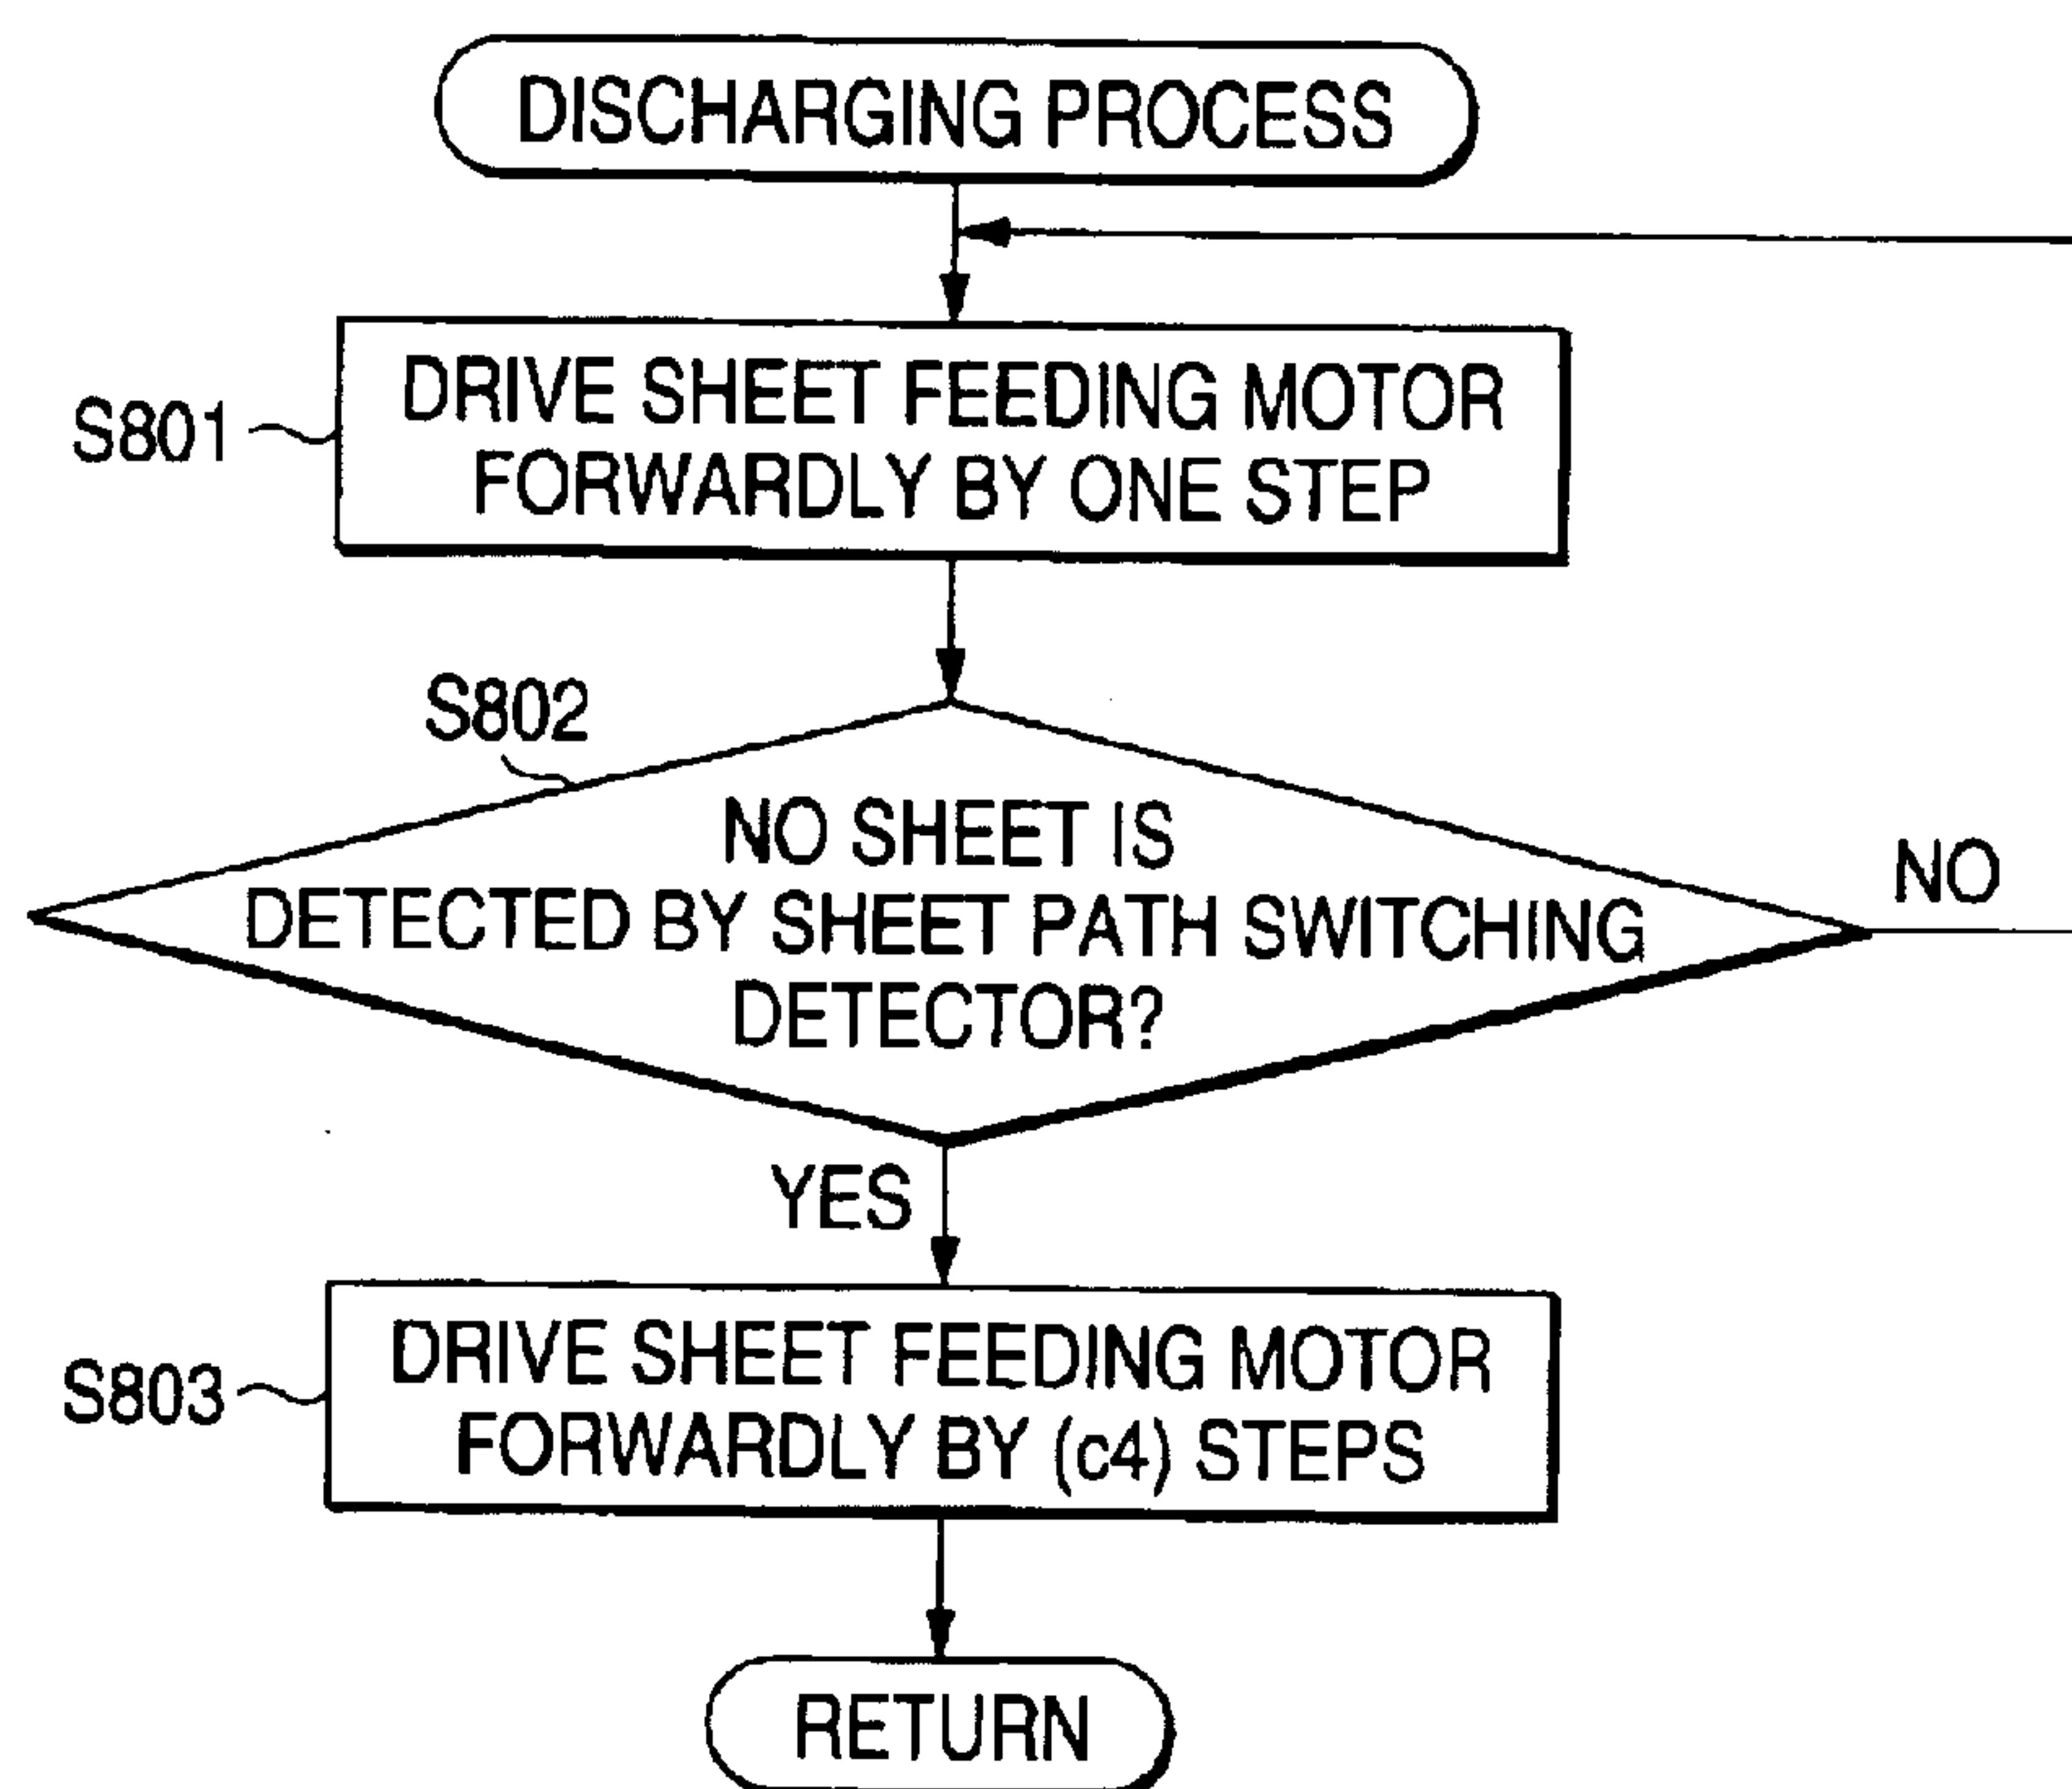 DISCHARGING PROCESS
S801
DRIVE SHEET FEEDING MOTOR
FORWARDLY BY ONE STEP
S802
NO SHEET IS
DETECTED BY SHEET PATH SWITCHING
DETECTOR?
NO
YES
S803
DRIVE SHEET FEEDING MOTOR
FORWARDLY BY (c4) STEPS
RETURN